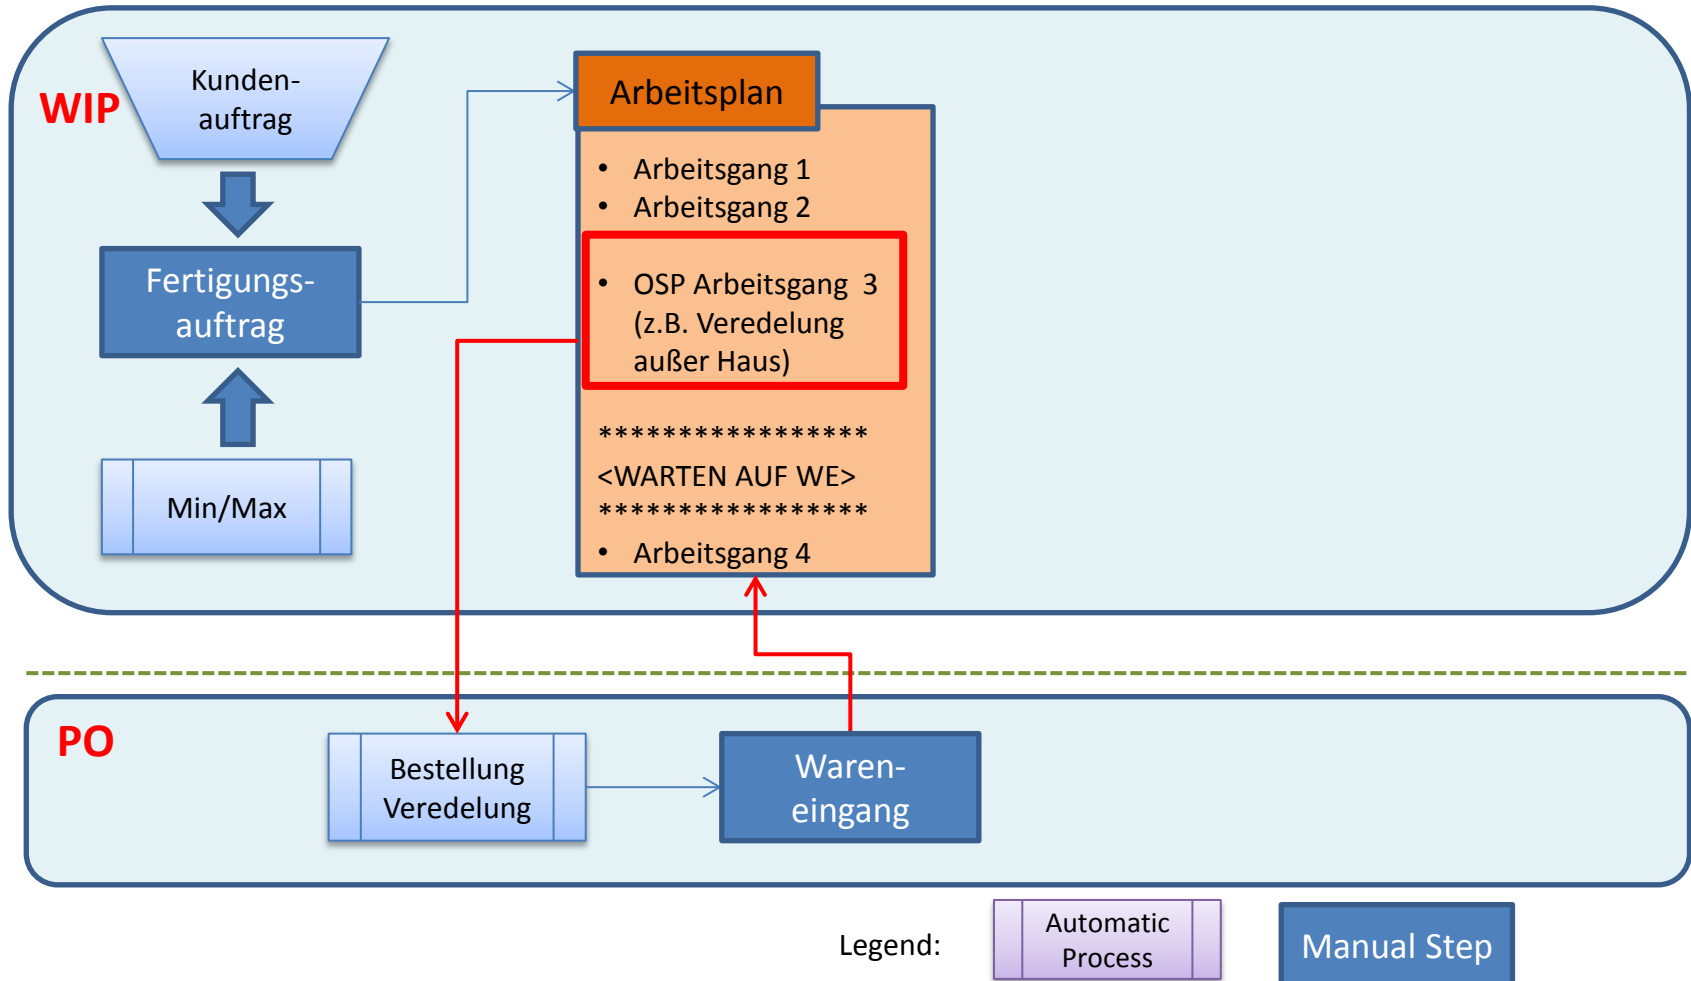 WIP
Kunden-
auftrag
Fertigungs-
auftrag
Min/Max
Arbeitsplan
• Arbeitsgang 1
• Arbeitsgang 2
• OSP Arbeitsgang 3
(z.B. Veredelung
außer Haus)
*****************
<WARTEN AUF WE>
*****************
• Arbeitsgang 4
PO
Bestellung
Veredelung
Waren-
eingang
Legend:
Automatic
Process
Manual Step